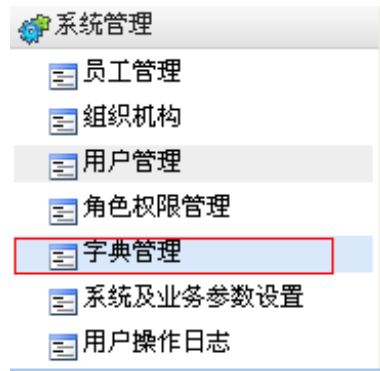 系统管理
员工管理
组织机构
用户管理
角色权限管理
字典管理
系统及业务参数设置
用户操作日志